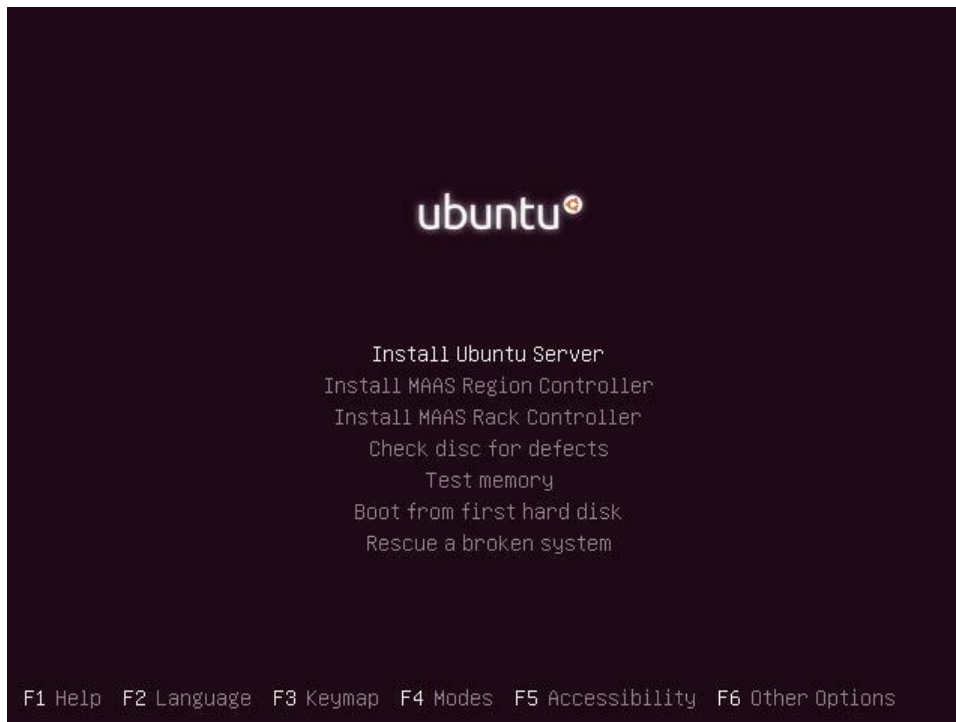 ubuntu
Install Ubuntu Server
Install MAAS Region Controller
Install MAAS Rack Controller
Check disc for defects
Test memory
Boot from first hard disk
Rescue a broken system
F1 Help F2 Language F3 Keymap F4 Modes F5 Accessibility F6 Other Options